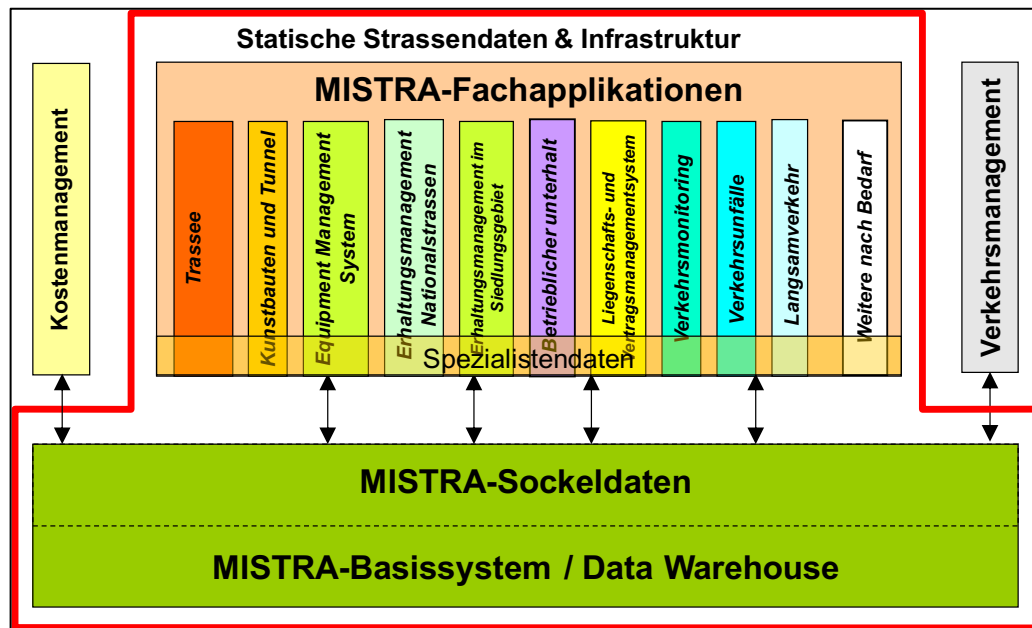 Statische Strassendaten & Infrastruktur
MISTRA-Fachapplikationen
Kostenmanagement
Trassee
Kunstbauten und Tunnel
Equipment Management
System
Erhaltungsmanagement
Nationalstrassen
Erhaltungsmanagement im
Siedlungsgebiet
Betrieblicher unterhalt
Liegenschafts- und
Vertragsmanagementsystem
Verkehrsmonitoring
Verkehrsunfälle
Langsamverkehr
Weitere nach Bedarf
Verkehrsmanagement
Spezialistendaten
MISTRA-Sockeldaten
MISTRA-Basissystem / Data Warehouse